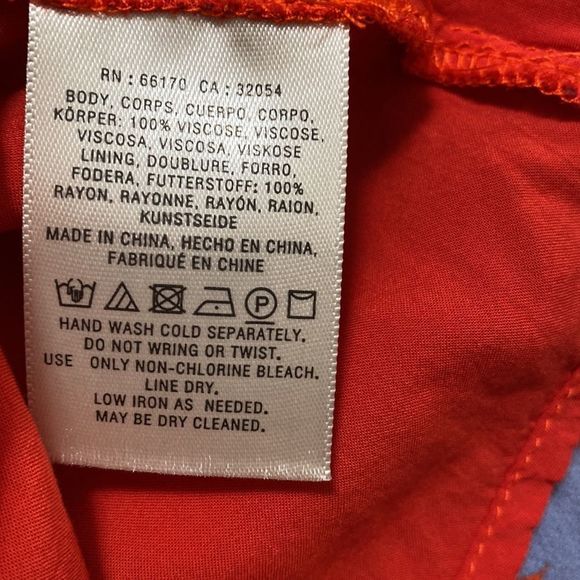 RN : 66170 CA : 32054
BODY, CORPS, CUERPO, CORPO,
KÖRPER: 100% VISCOSE, VISCOSE,
VISCOSA, VISCOSA, VISKOSE
LINING, DOUBLURE, FORRO,
FODERA, FUTTERSTOFF: 100%
RAYON, RAYONNE, RAYÓN, RAION,
KUNSTSEIDE
MADE IN CHINA, HECHO EN CHINA,
FABRIQUÉ EN CHINE
P
HAND WASH COLD SEPARATELY.
DO NOT WRING OR TWIST.
USE ONLY NON-CHLORINE BLEACH.
LINE DRY.
LOW IRON AS NEEDED.
MAY BE DRY CLEANED.